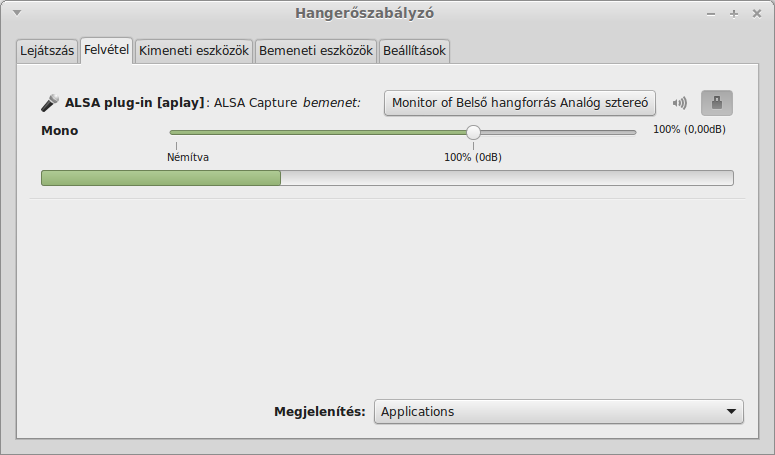 Hangerőszabályzó
Lejátszás Felvétel Kimeneti eszközök Bemeneti eszközök Beállítások
ALSA plug-in [aplay]: ALSA Capture bemenet: Monitor of Belső hangforrás Analóg sztereó
Mono 100% (0,00dB)
Némítva 100% (0dB)
Megjelenítés: Applications